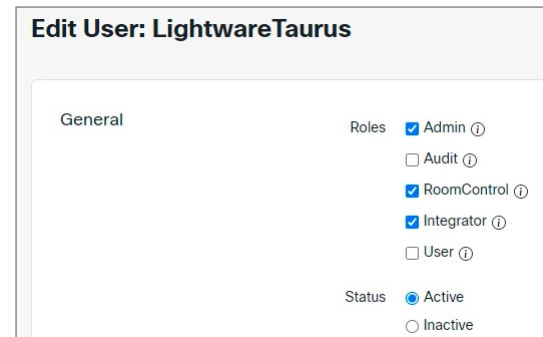 Edit User: LightwareTaurus
General
Roles
Admin
Audit
RoomControl
Integrator
User
Status
Active
Inactive